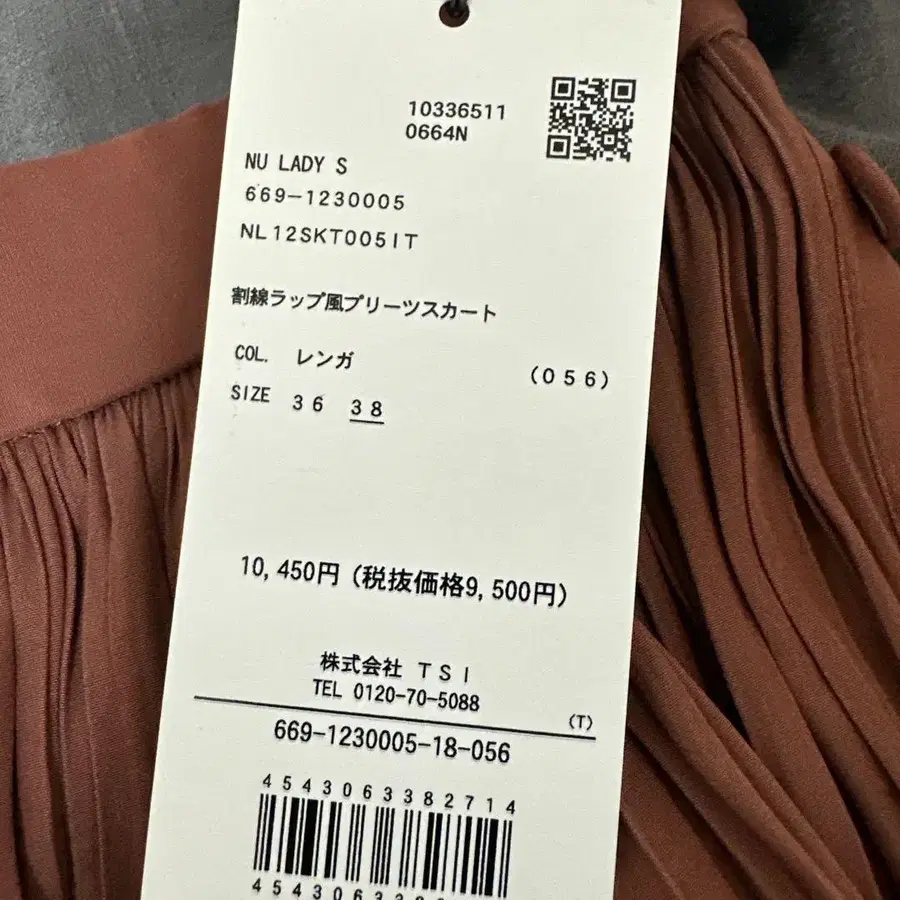 10336511
0664N
NU LADY S
669-1230005
NL12SKT005IT
割線ラップ風プリーツスカート
COL. レンガ (056)
SIZE 36 38
10,450円(税抜価格9,500円)
株式会社 TSI
TEL 0120-70-5088
(T)
669-1230005-18-056
4543063382714